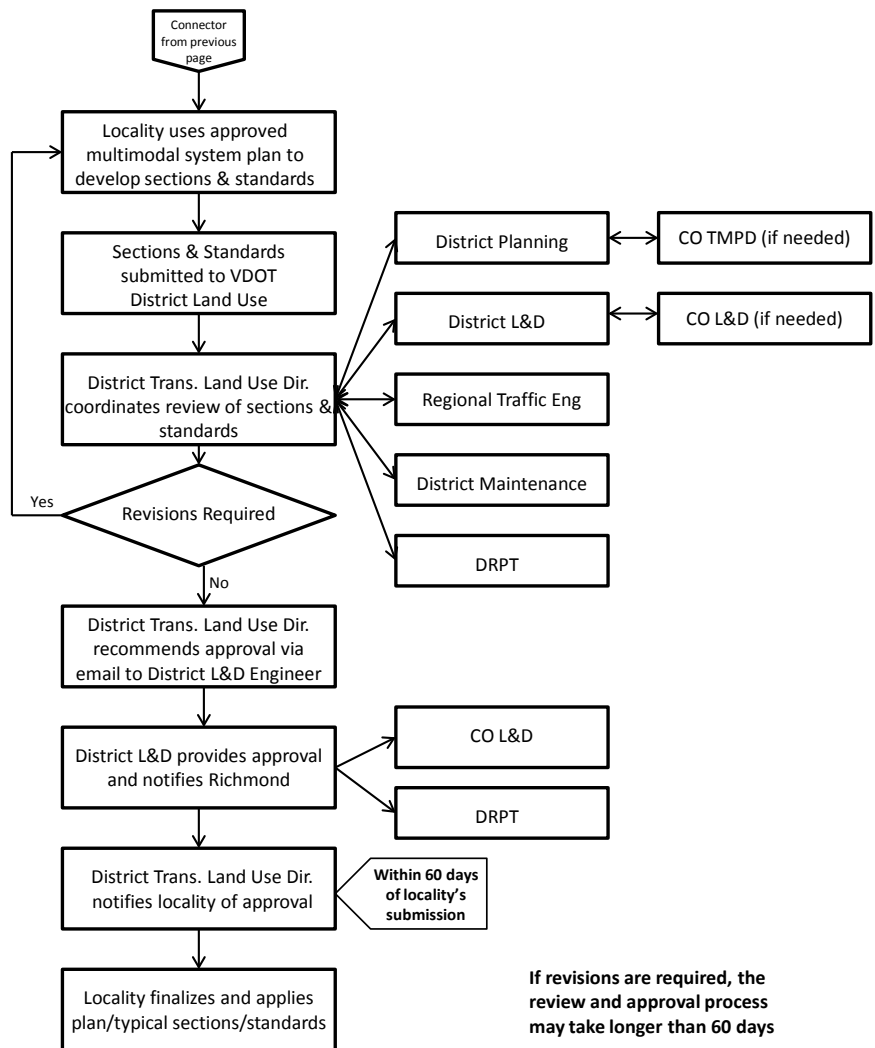 Connector
from previous
page
Locality uses approved
multimodal system plan to
develop sections & standards
Sections & Standards
submitted to VDOT
District Land Use
District Trans. Land Use Dir.
coordinates review of sections &
standards
District Planning
CO TMPD (if needed)
District L&D
CO L&D (if needed)
Regional Traffic Eng
District Maintenance
DRPT
Revisions Required
Yes
No
District Trans. Land Use Dir.
recommends approval via
email to District L&D Engineer
District L&D provides approval
and notifies Richmond
CO L&D
DRPT
District Trans. Land Use Dir.
notifies locality of approval
Within 60 days
of locality's
submission
Locality finalizes and applies
plan/typical sections/standards
If revisions are required, the
review and approval process
may take longer than 60 days